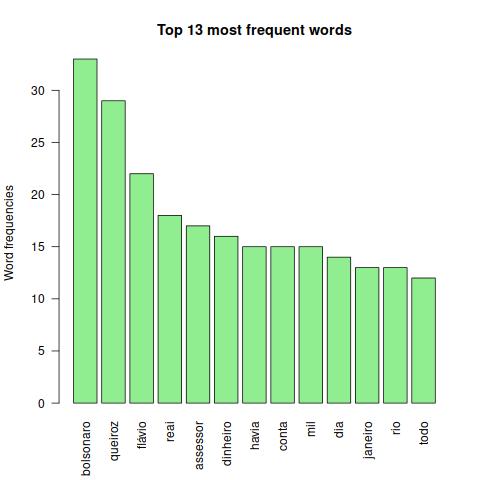 Top 13 most frequent words
Word frequencies
30
25
20
15
10
5
0
bolsonaro
queiroz
flávio
reai
assessor
dinheiro
havia
conta
mil
dia
janeiro
rio
todo